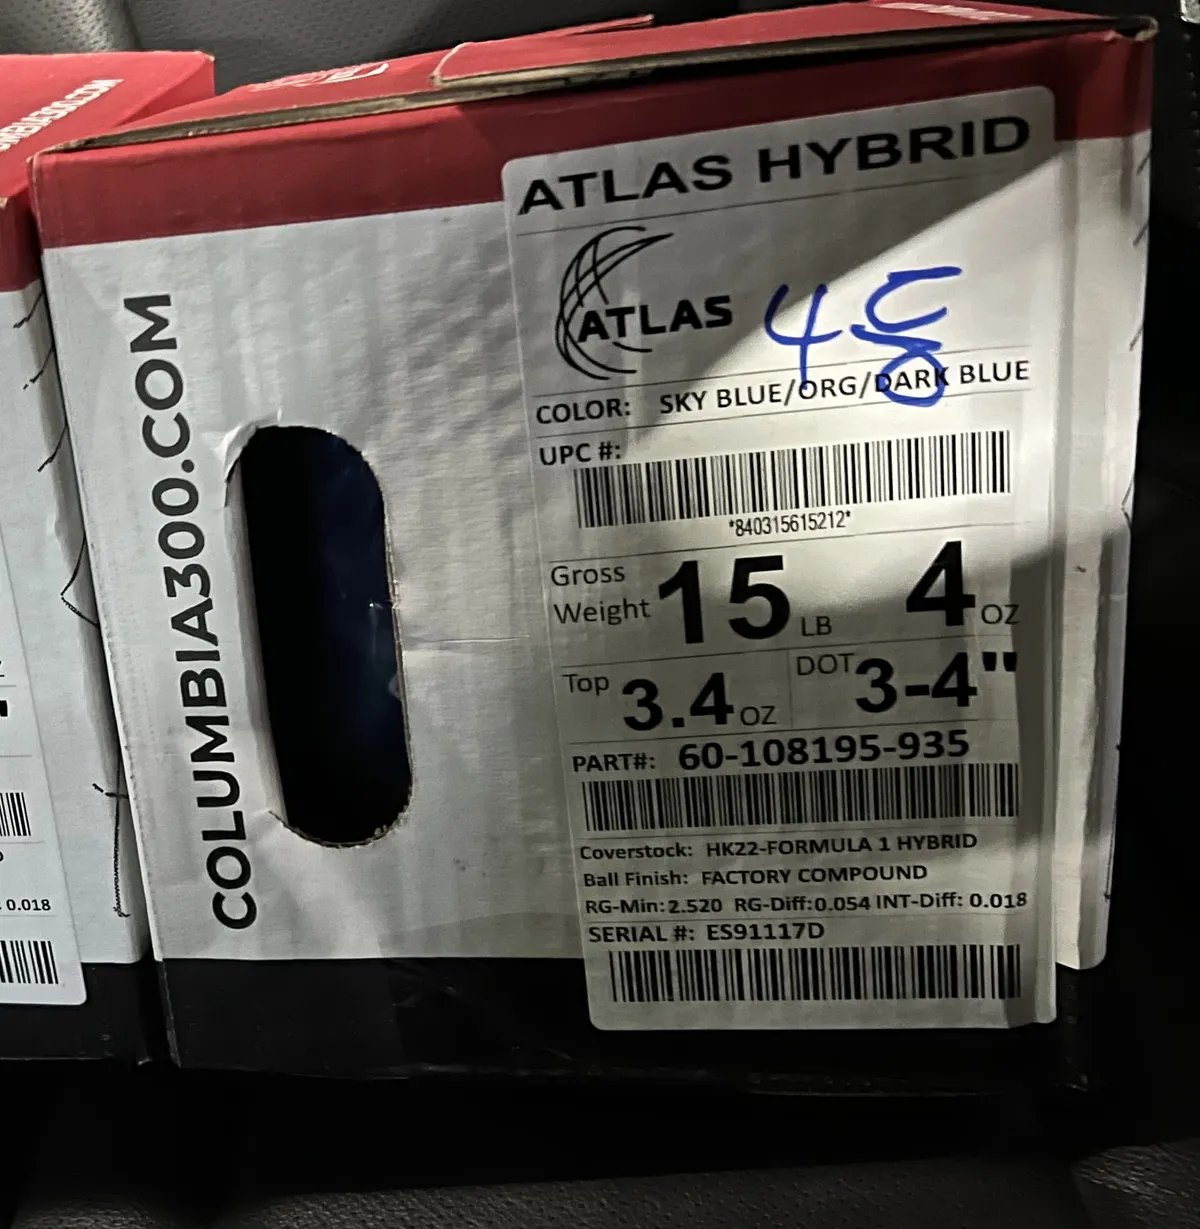 COLUMBIA300.COM
ATLAS HYBRID
ATLAS
48
COLOR: SKY BLUE/ORG/DARK BLUE
UPC #:
*840315615212*
Gross Weight 15 LB 4 OZ
Top 3.4 OZ DOT 3-4"
PART#: 60-108195-935
Coverstock: HK22-FORMULA 1 HYBRID
Ball Finish: FACTORY COMPOUND
RG-Min: 2.520 RG-Diff: 0.054 INT-Diff: 0.018
SERIAL #: ES91117D
0.018